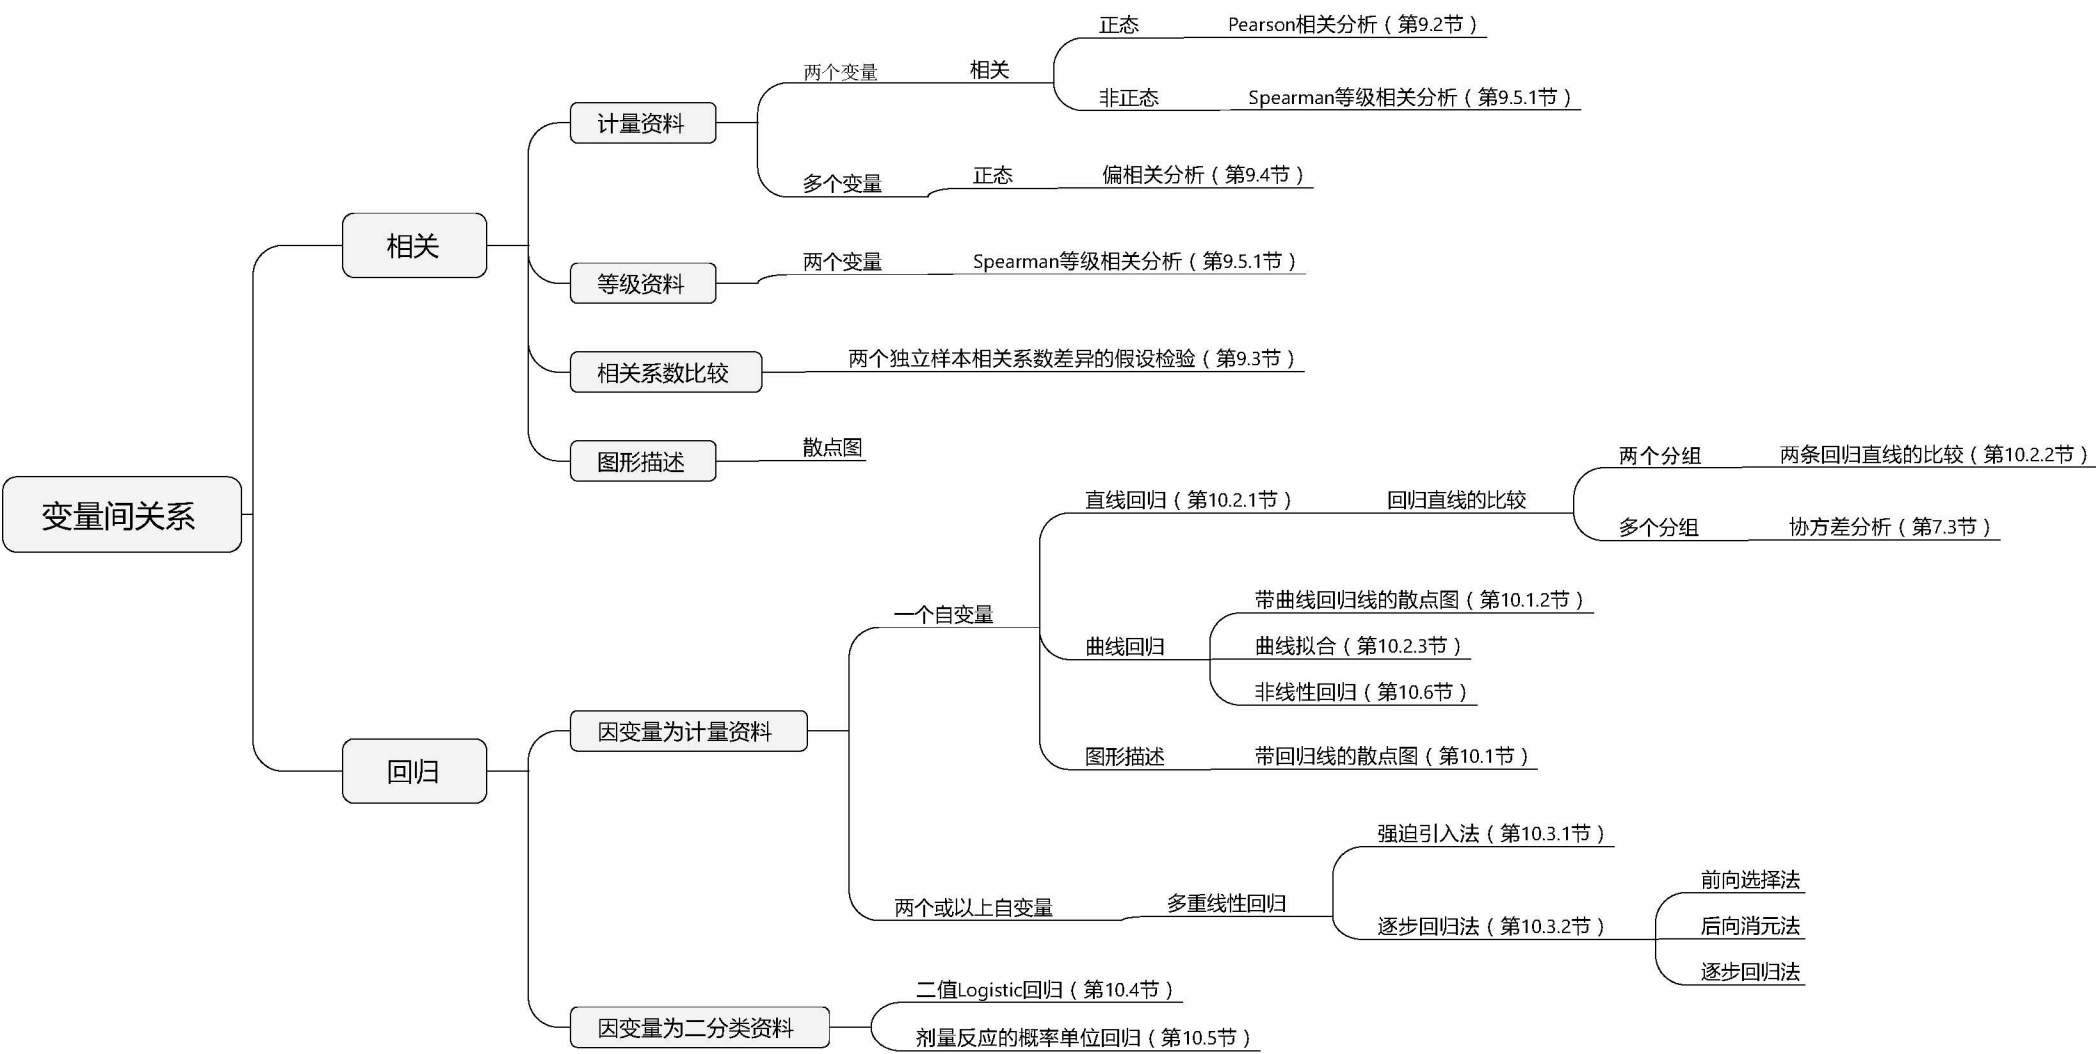 变量间关系
相关
计量资料
两个变量
相关
正态
Pearson相关分析（第9.2节）
非正态
Spearman等级相关分析（第9.5.1节）
多个变量
正态
偏相关分析（第9.4节）
等级资料
两个变量
Spearman等级相关分析（第9.5.1节）
相关系数比较
两个独立样本相关系数差异的假设检验（第9.3节）
图形描述
散点图
回归
因变量为计量资料
一个自变量
直线回归（第10.2.1节）
回归直线的比较
两个分组
两条回归直线的比较（第10.2.2节）
多个分组
协方差分析（第7.3节）
曲线回归
带曲线回归线的散点图（第10.1.2节）
曲线拟合（第10.2.3节）
非线性回归（第10.6节）
图形描述
带回归线的散点图（第10.1节）
两个或以上自变量
多重线性回归
强迫引入法（第10.3.1节）
逐步回归法（第10.3.2节）
前向选择法
后向消元法
逐步回归法
因变量为二分类资料
二值Logistic回归（第10.4节）
剂量反应的概率单位回归（第10.5节）